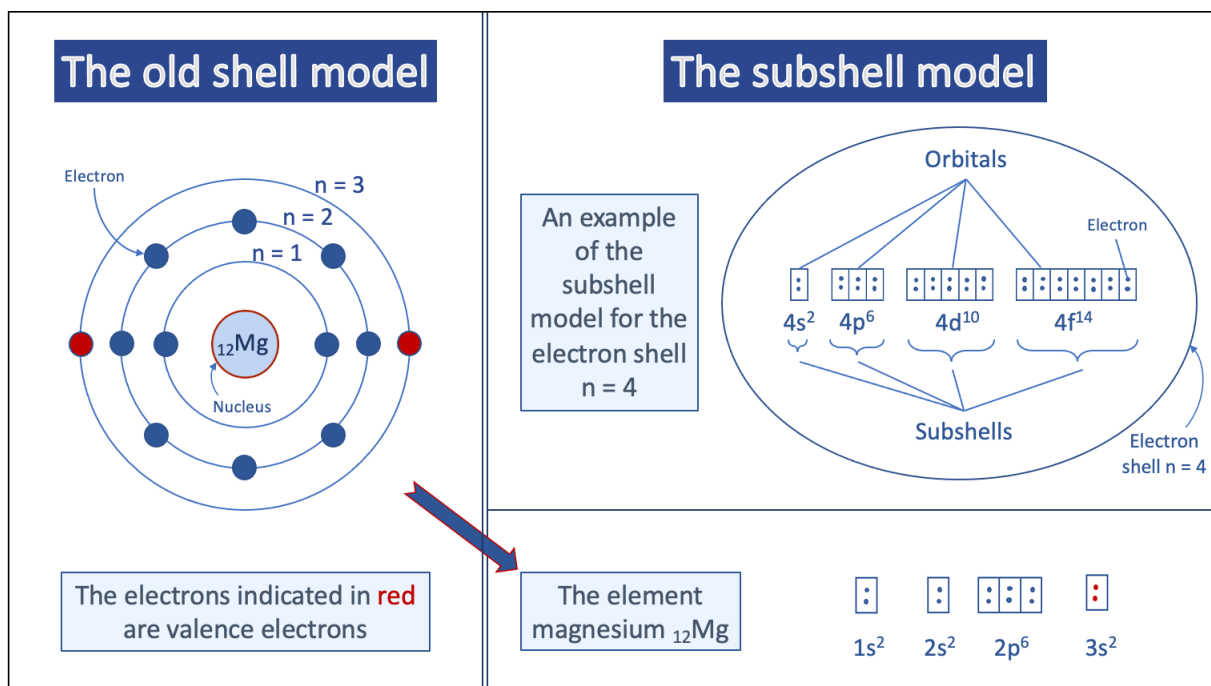 The old shell model
Electron
n = 3
n = 2
n = 1
₁₂Mg
Nucleus
The electrons indicated in red
are valence electrons
The subshell model
An example
of the
subshell
model for the
electron shell
n = 4
Orbitals
Electron
4s² 4p⁶ 4d¹⁰ 4f¹⁴
Subshells
Electron
shell n = 4
The element
magnesium ₁₂Mg
1s² 2s² 2p⁶ 3s²